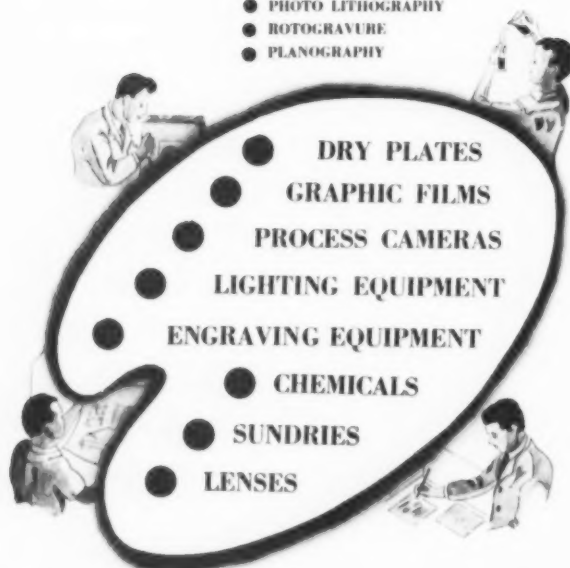 PHOTO LITHOGRAPHY
ROTOGRAVURE
PLANOGRAPHY
DRY PLATES
GRAPHIC FILMS
PROCESS CAMERAS
LIGHTING EQUIPMENT
ENGRAVING EQUIPMENT
CHEMICALS
SUNDRIES
LENSES